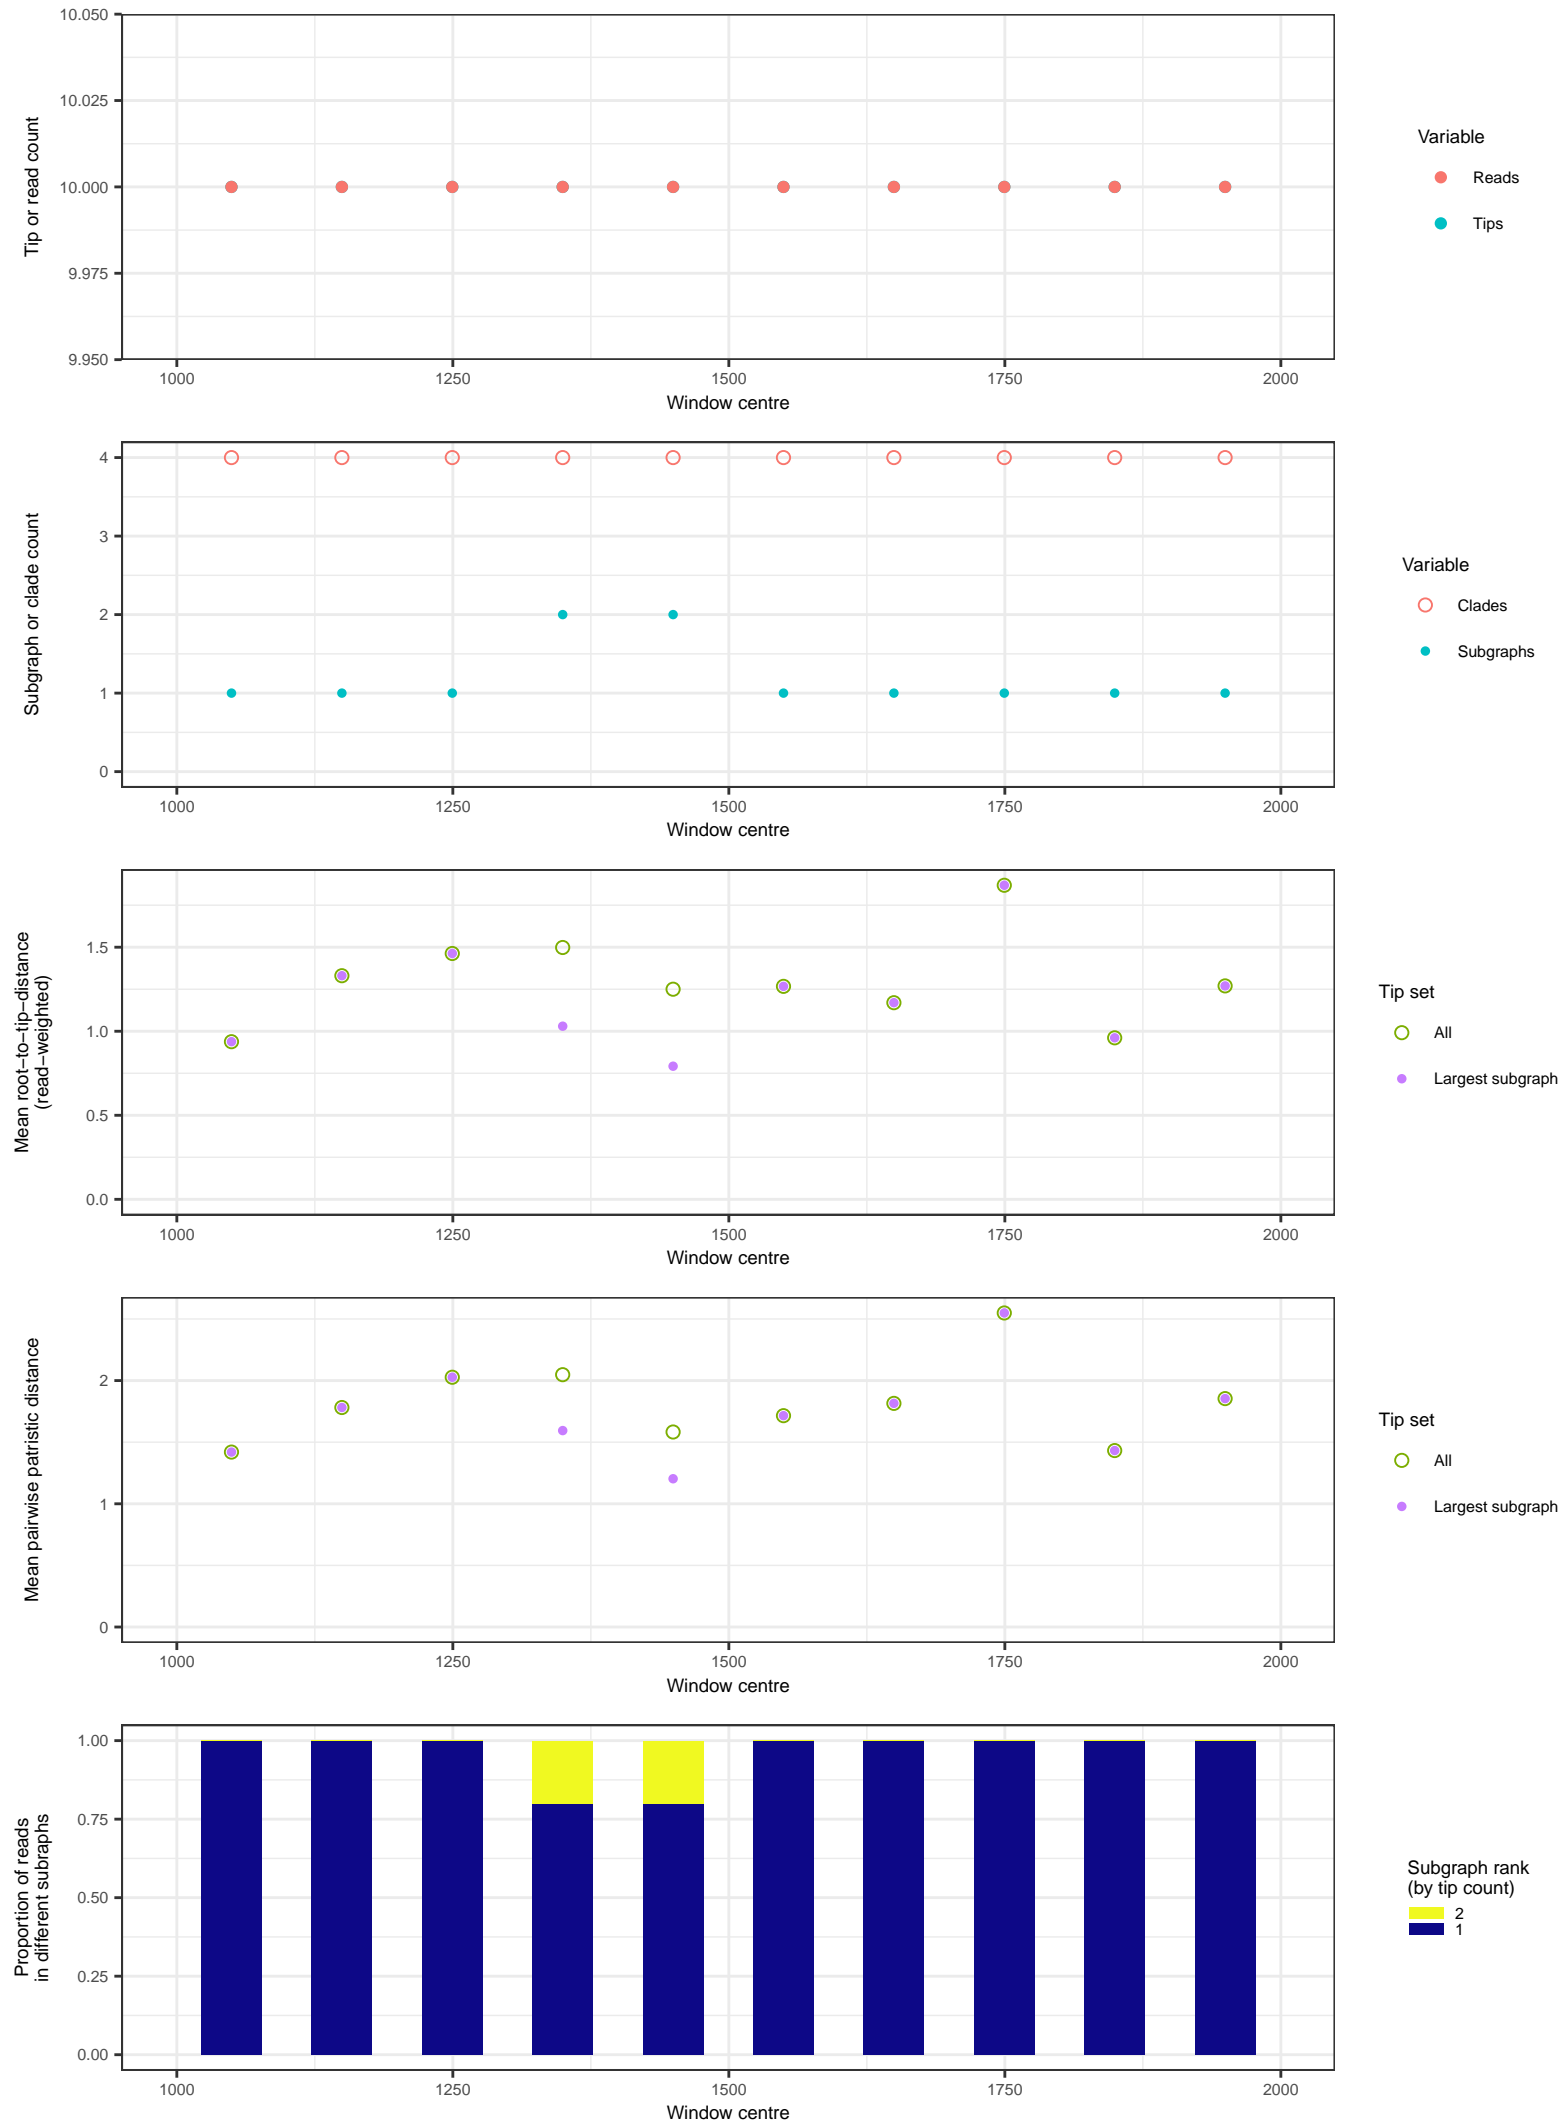 10.050
10.025
10.000
9.975
9.950
Tip or read count
1000 1250 1500 1750 2000
Window centre
Variable
Reads
Tips
4
3
2
1
0
Subgraph or clade count
1000 1250 1500 1750 2000
Window centre
Variable
Clades
Subgraphs
1.5
1.0
0.5
0.0
Mean root−to−tip−distance
(read−weighted)
1000 1250 1500 1750 2000
Window centre
Tip set
All
Largest subgraph
2
1
0
Mean pairwise patristic distance
1000 1250 1500 1750 2000
Window centre
Tip set
All
Largest subgraph
1.00
0.75
0.50
0.25
0.00
Proportion of reads
in different subraphs
1000 1250 1500 1750 2000
Window centre
Subgraph rank
(by tip count)
2
1